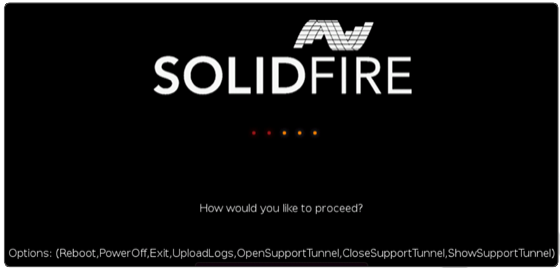 SOLIDFIRE
How would you like to proceed?
Options: {Reboot,PowerOff,Exit,UploadLogs,OpenSupportTunnel,CloseSupportTunnel,ShowSupportTunnel}